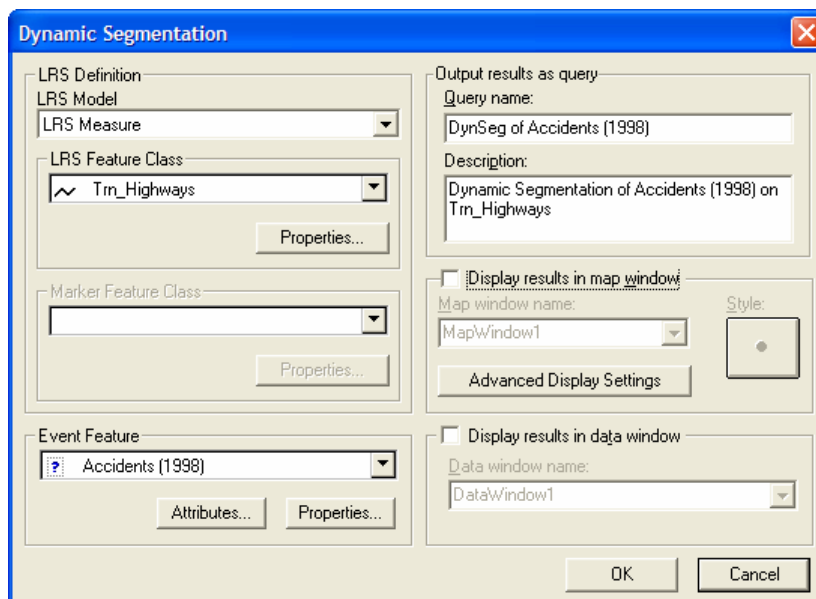 Dynamic Segmentation
LRS Definition
LRS Model
LRS Measure
LRS Feature Class
Trn_Highways
Properties...
Marker Feature Class
Properties...
Event Feature
? Accidents (1998)
Attributes...
Properties...
Output results as query
Query name:
DynSeg of Accidents (1998)
Description:
Dynamic Segmentation of Accidents (1998) on
Trn_Highways
Display results in map window
Map window name:
MapWindow1
Style:
Advanced Display Settings
Display results in data window
Data window name:
DataWindow1
OK
Cancel